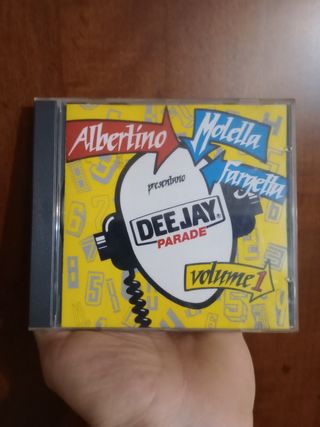 Albertino
Molella
Fargetta
presentano
DEEJAY®
PARADE
volume 1